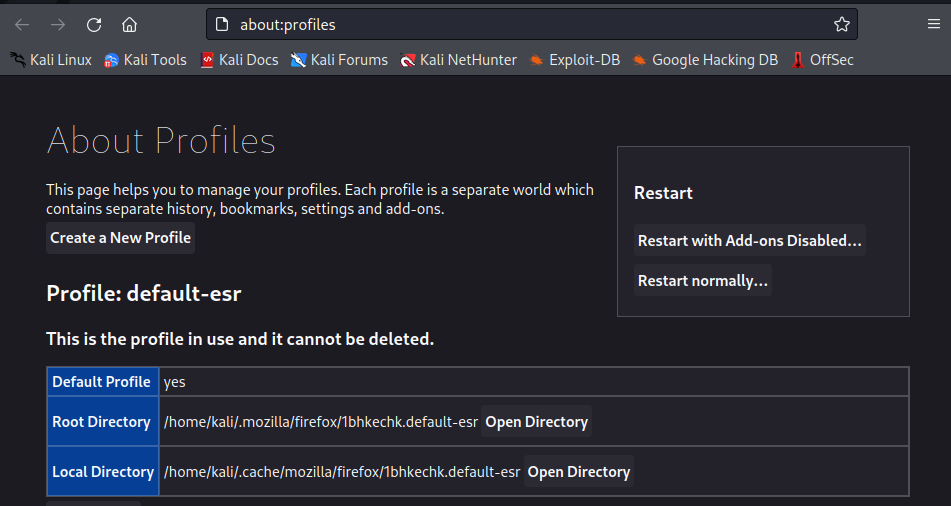 about:profiles
Kali Linux Kali Tools Kali Docs Kali Forums Kali NetHunter Exploit-DB Google Hacking DB OffSec
About Profiles
This page helps you to manage your profiles. Each profile is a separate world which
contains separate history, bookmarks, settings and add-ons.
Create a New Profile
Restart
Restart with Add-ons Disabled...
Restart normally...
Profile: default-esr
This is the profile in use and it cannot be deleted.
Default Profile yes
Root Directory /home/kali/.mozilla/firefox/1bhkechk.default-esr Open Directory
Local Directory /home/kali/.cache/mozilla/firefox/1bhkechk.default-esr Open Directory